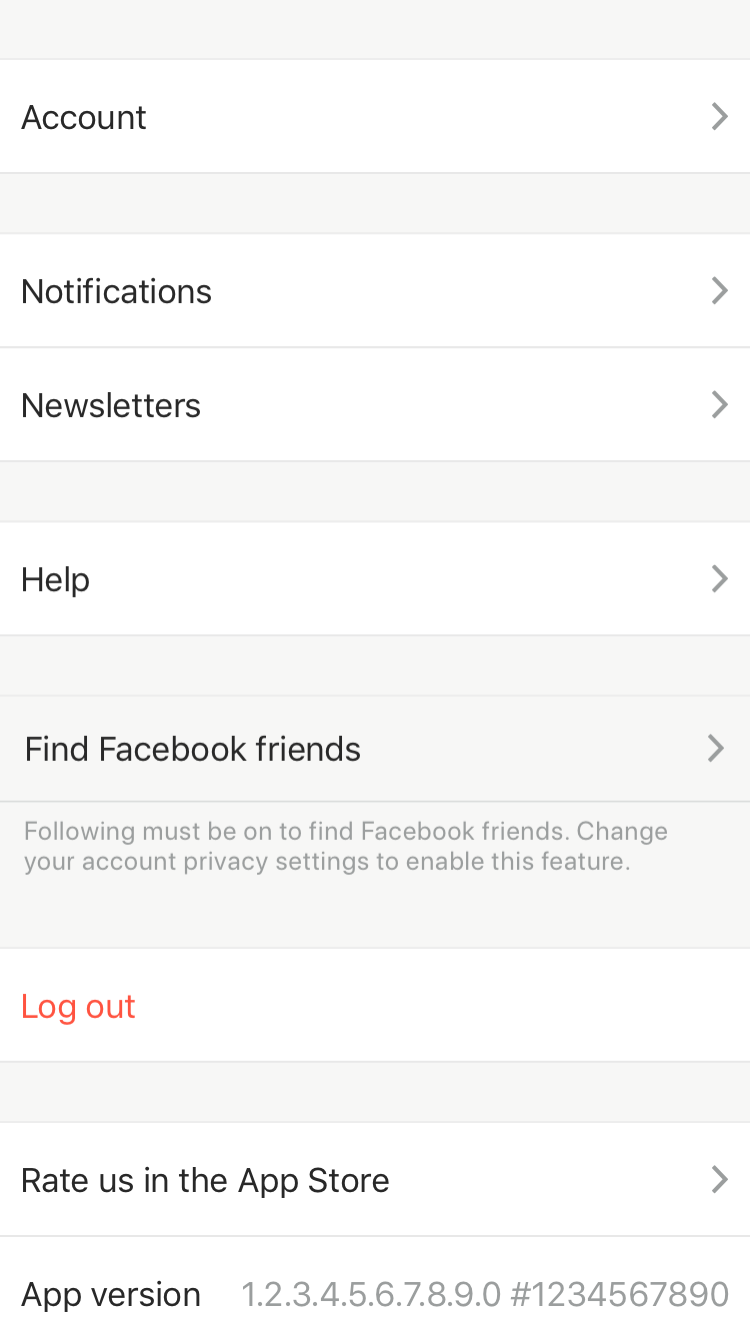 Account
Notifications
Newsletters
Help
Find Facebook friends
Following must be on to find Facebook friends. Change
your account privacy settings to enable this feature.
Log out
Rate us in the App Store
App version 1.2.3.4.5.6.7.8.9.0 #1234567890